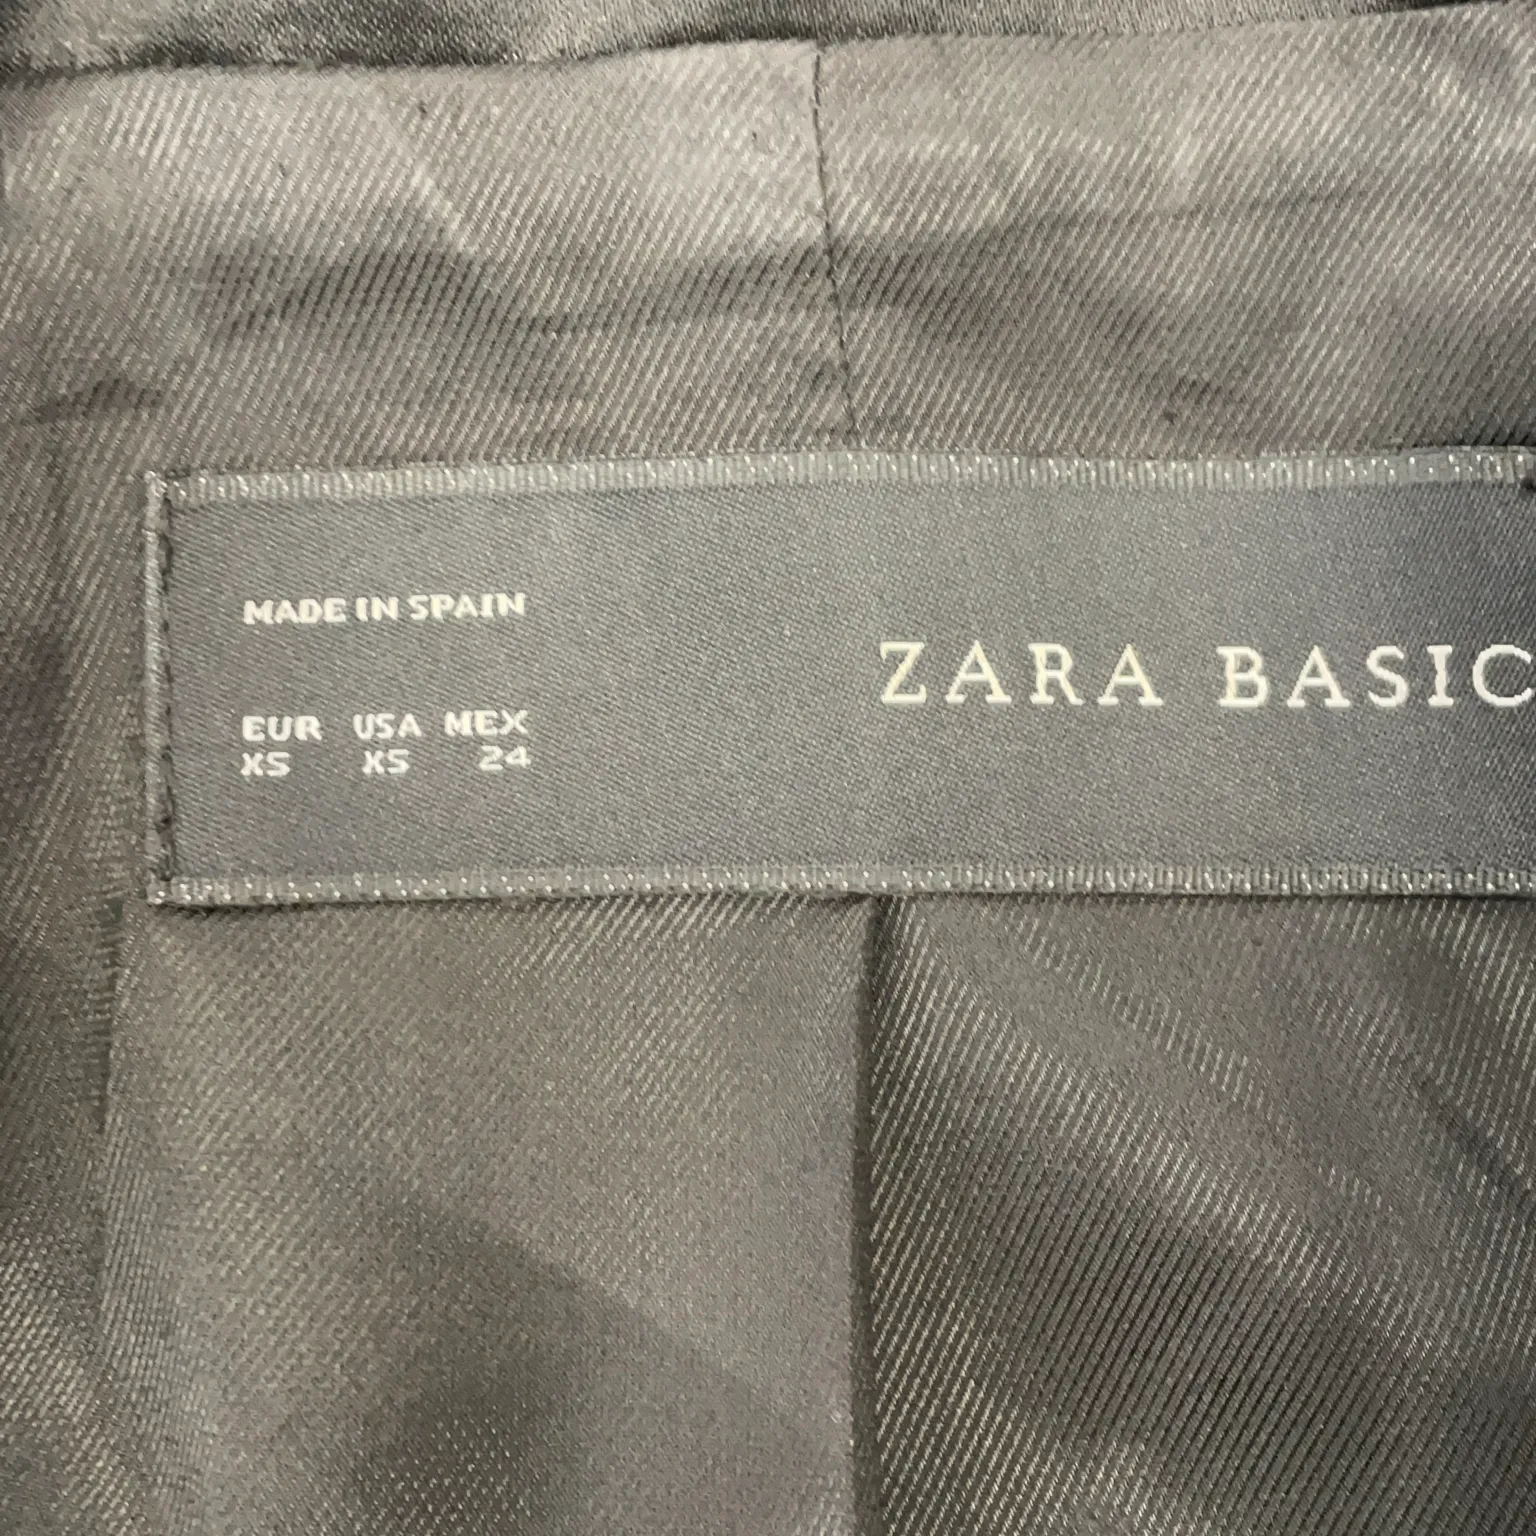 MADE IN SPAIN
ZARA BASIC
EUR USA MEX
XS XS 24